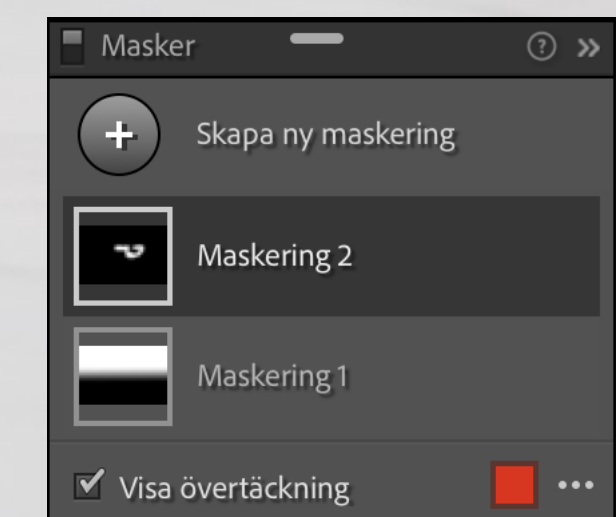 Masker
Skapa ny maskering
Maskering 2
Maskering 1
Visa övertäckning